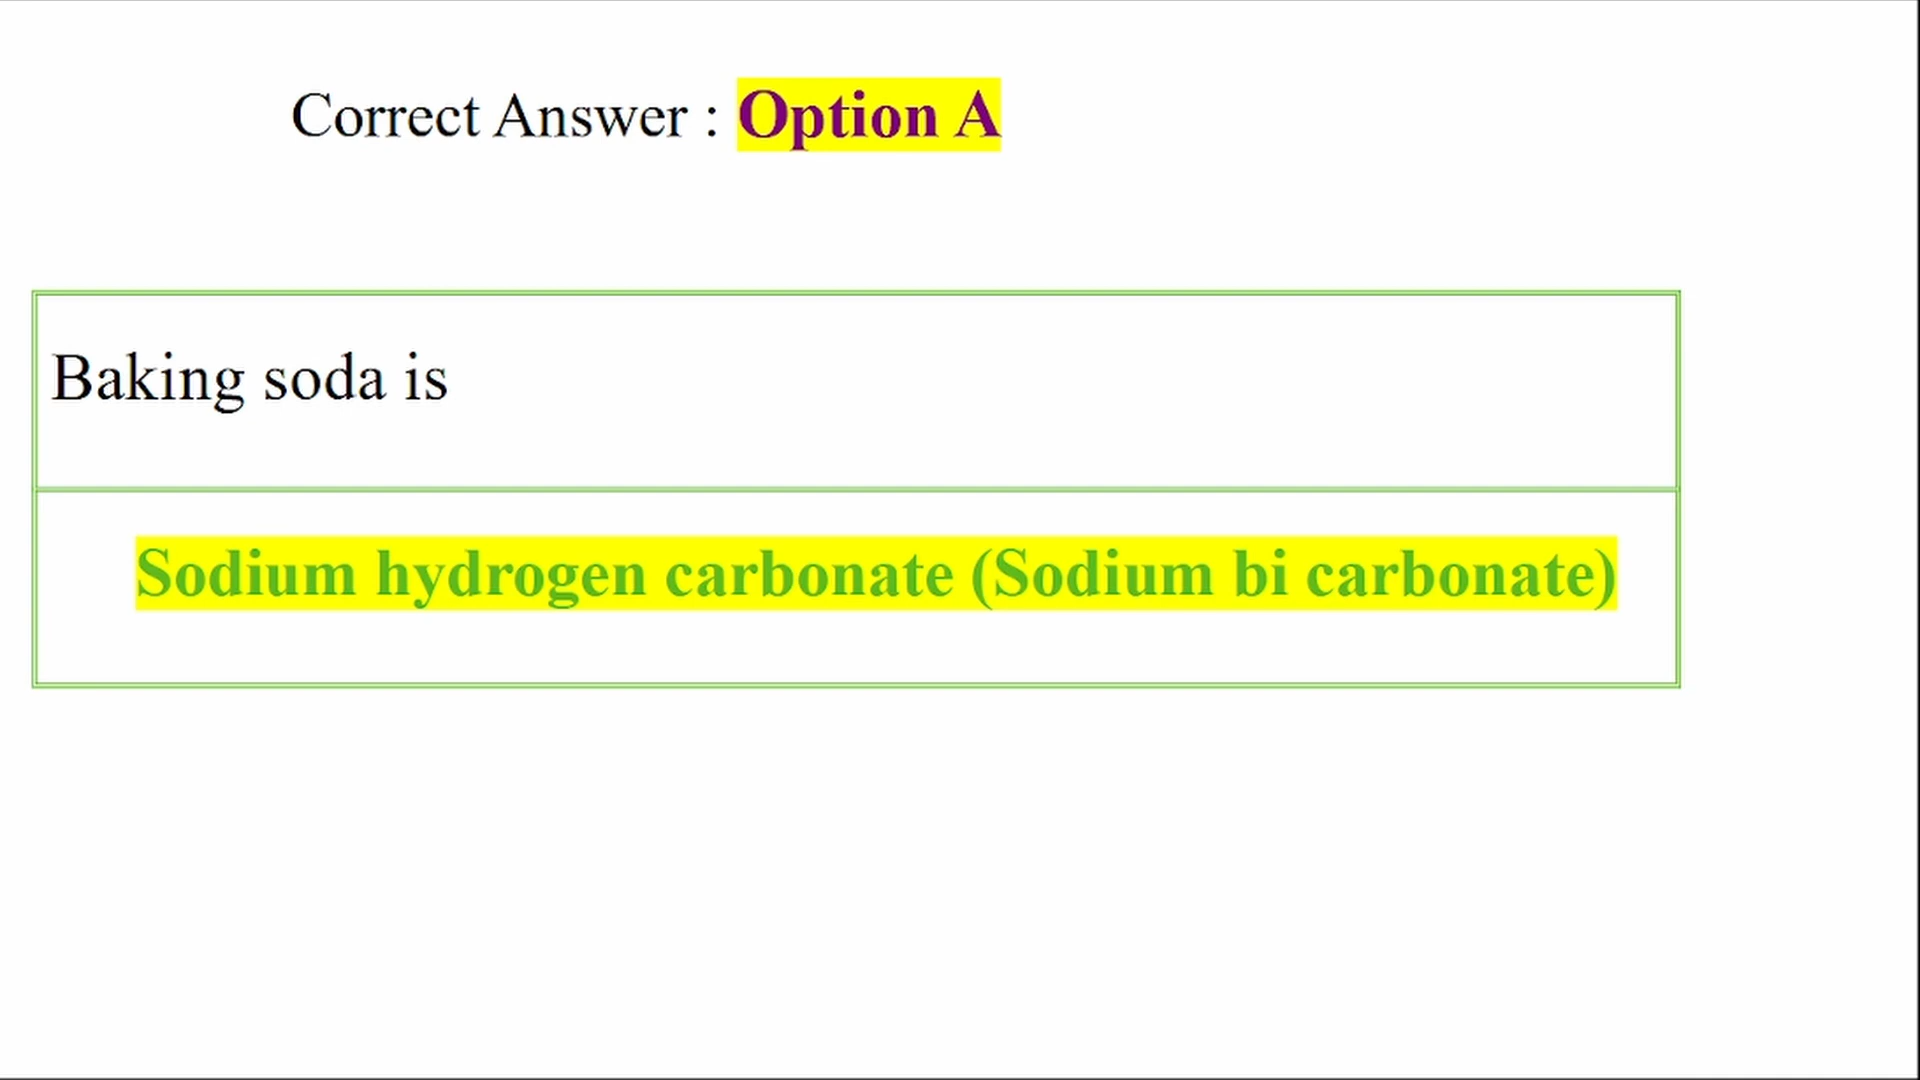 Correct Answer : Option A
Baking soda is
Sodium hydrogen carbonate (Sodium bi carbonate)